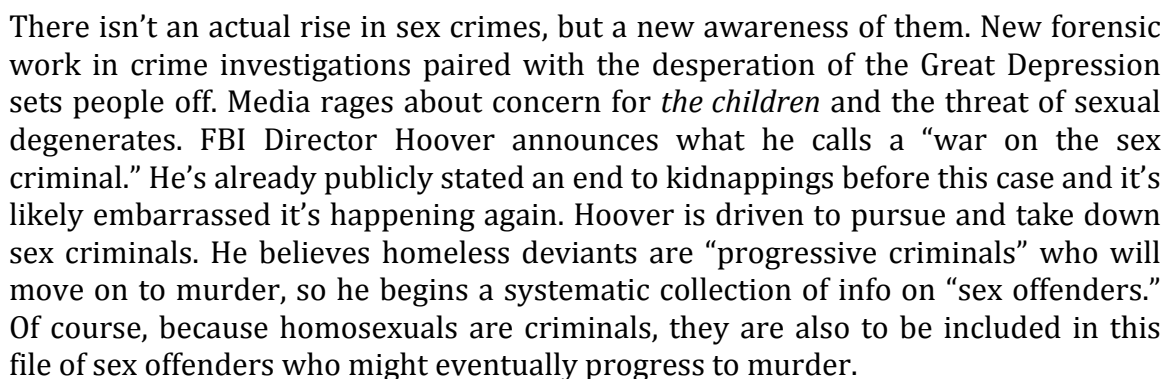 There isn’t an actual rise in sex crimes, but a new awareness of them. New forensic
work in crime investigations paired with the desperation of the Great Depression
sets people off. Media rages about concern for the children and the threat of sexual
degenerates. FBI Director Hoover announces what he calls a “war on the sex
criminal.” He’s already publicly stated an end to kidnappings before this case and it’s
likely embarrassed it’s happening again. Hoover is driven to pursue and take down
sex criminals. He believes homeless deviants are “progressive criminals” who will
move on to murder, so he begins a systematic collection of info on “sex offenders.”
Of course, because homosexuals are criminals, they are also to be included in this
file of sex offenders who might eventually progress to murder.